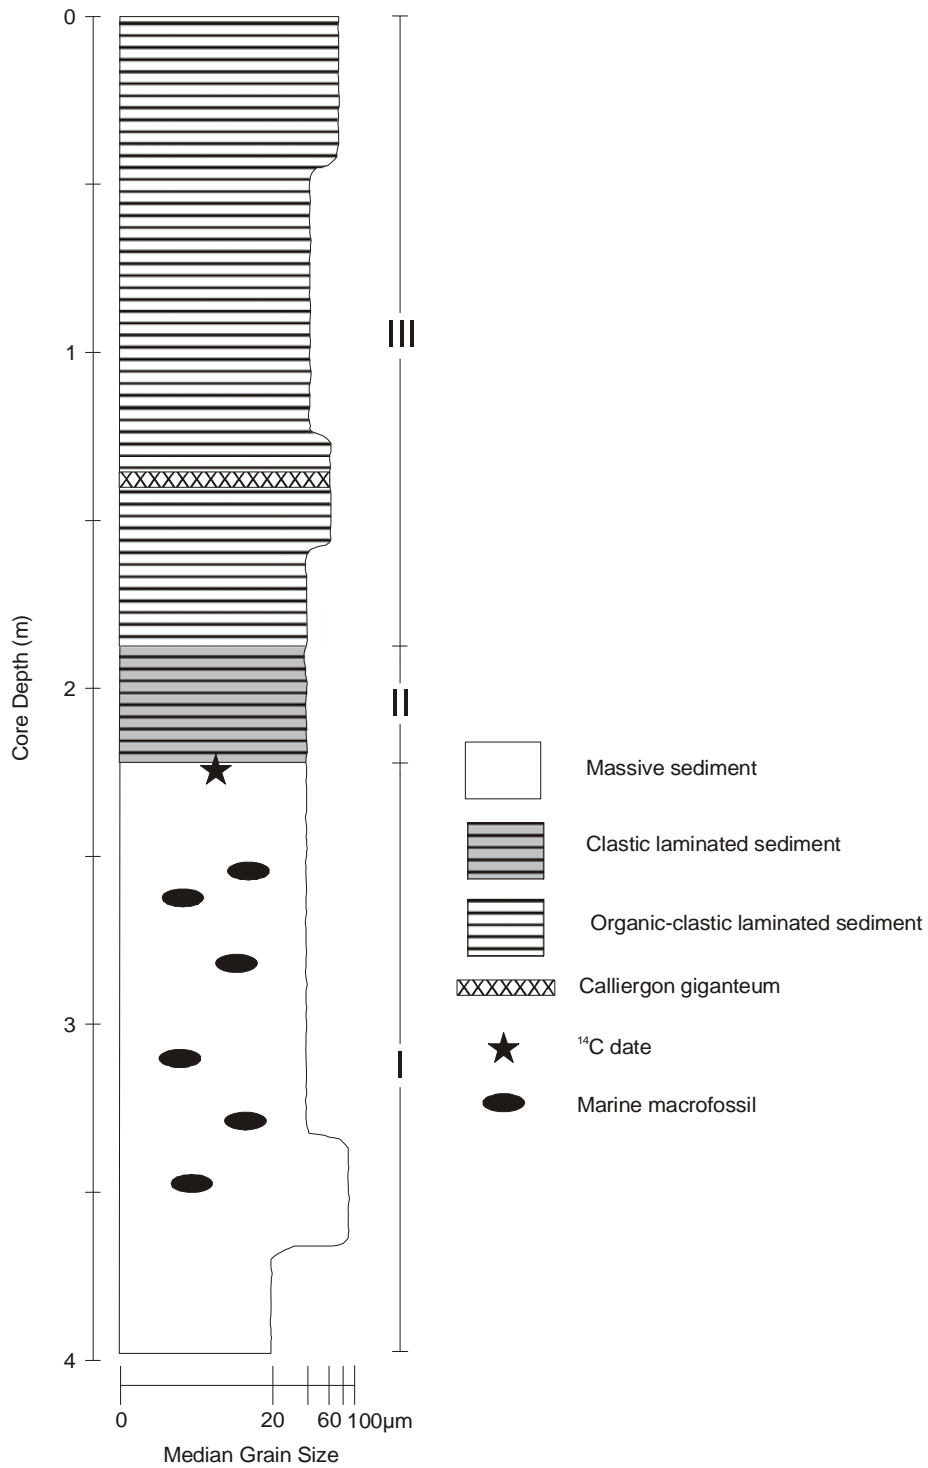 0
1
2
3
4
Core Depth (m)
III
II
I
Massive sediment
Clastic laminated sediment
Organic-clastic laminated sediment
Calliergon giganteum
¹⁴C date
Marine macrofossil
0 20 60 100µm
Median Grain Size